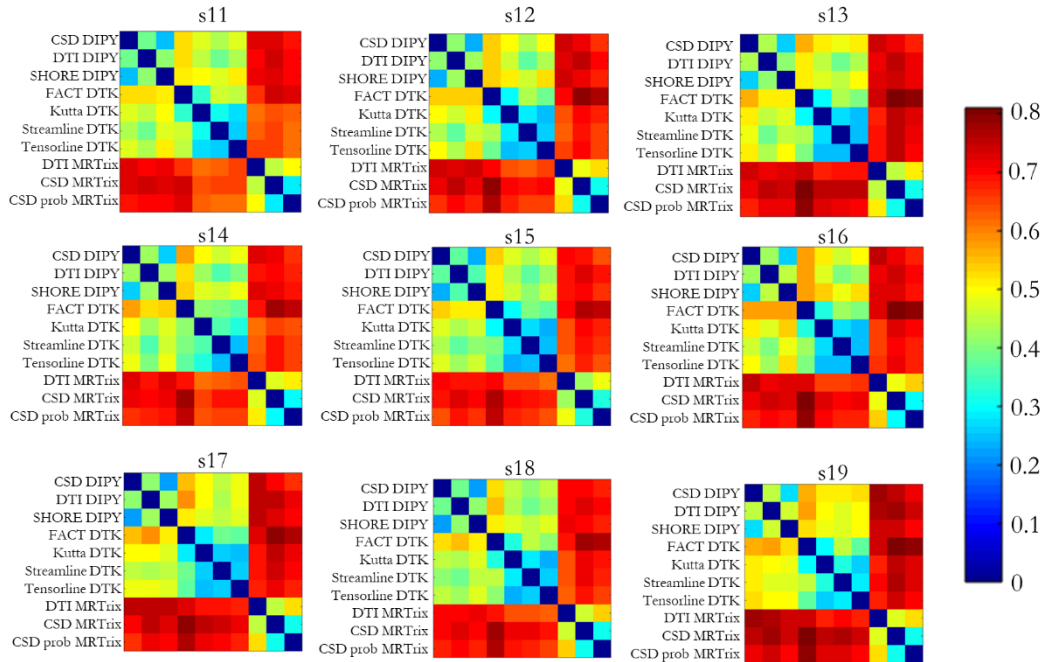 s11
CSD DIPY
DTI DIPY
SHORE DIPY
FACT DTK
Kutta DTK
Streamline DTK
Tensorline DTK
DTI MRTrix
CSD MRTrix
CSD prob MRTrix
s12
CSD DIPY
DTI DIPY
SHORE DIPY
FACT DTK
Kutta DTK
Streamline DTK
Tensorline DTK
DTI MRTrix
CSD MRTrix
CSD prob MRTrix
s13
CSD DIPY
DTI DIPY
SHORE DIPY
FACT DTK
Kutta DTK
Streamline DTK
Tensorline DTK
DTI MRTrix
CSD MRTrix
CSD prob MRTrix
s14
CSD DIPY
DTI DIPY
SHORE DIPY
FACT DTK
Kutta DTK
Streamline DTK
Tensorline DTK
DTI MRTrix
CSD MRTrix
CSD prob MRTrix
s15
CSD DIPY
DTI DIPY
SHORE DIPY
FACT DTK
Kutta DTK
Streamline DTK
Tensorline DTK
DTI MRTrix
CSD MRTrix
CSD prob MRTrix
s16
CSD DIPY
DTI DIPY
SHORE DIPY
FACT DTK
Kutta DTK
Streamline DTK
Tensorline DTK
DTI MRTrix
CSD MRTrix
CSD prob MRTrix
s17
CSD DIPY
DTI DIPY
SHORE DIPY
FACT DTK
Kutta DTK
Streamline DTK
Tensorline DTK
DTI MRTrix
CSD MRTrix
CSD prob MRTrix
s18
CSD DIPY
DTI DIPY
SHORE DIPY
FACT DTK
Kutta DTK
Streamline DTK
Tensorline DTK
DTI MRTrix
CSD MRTrix
CSD prob MRTrix
s19
CSD DIPY
DTI DIPY
SHORE DIPY
FACT DTK
Kutta DTK
Streamline DTK
Tensorline DTK
DTI MRTrix
CSD MRTrix
CSD prob MRTrix
0.8
0.7
0.6
0.5
0.4
0.3
0.2
0.1
0